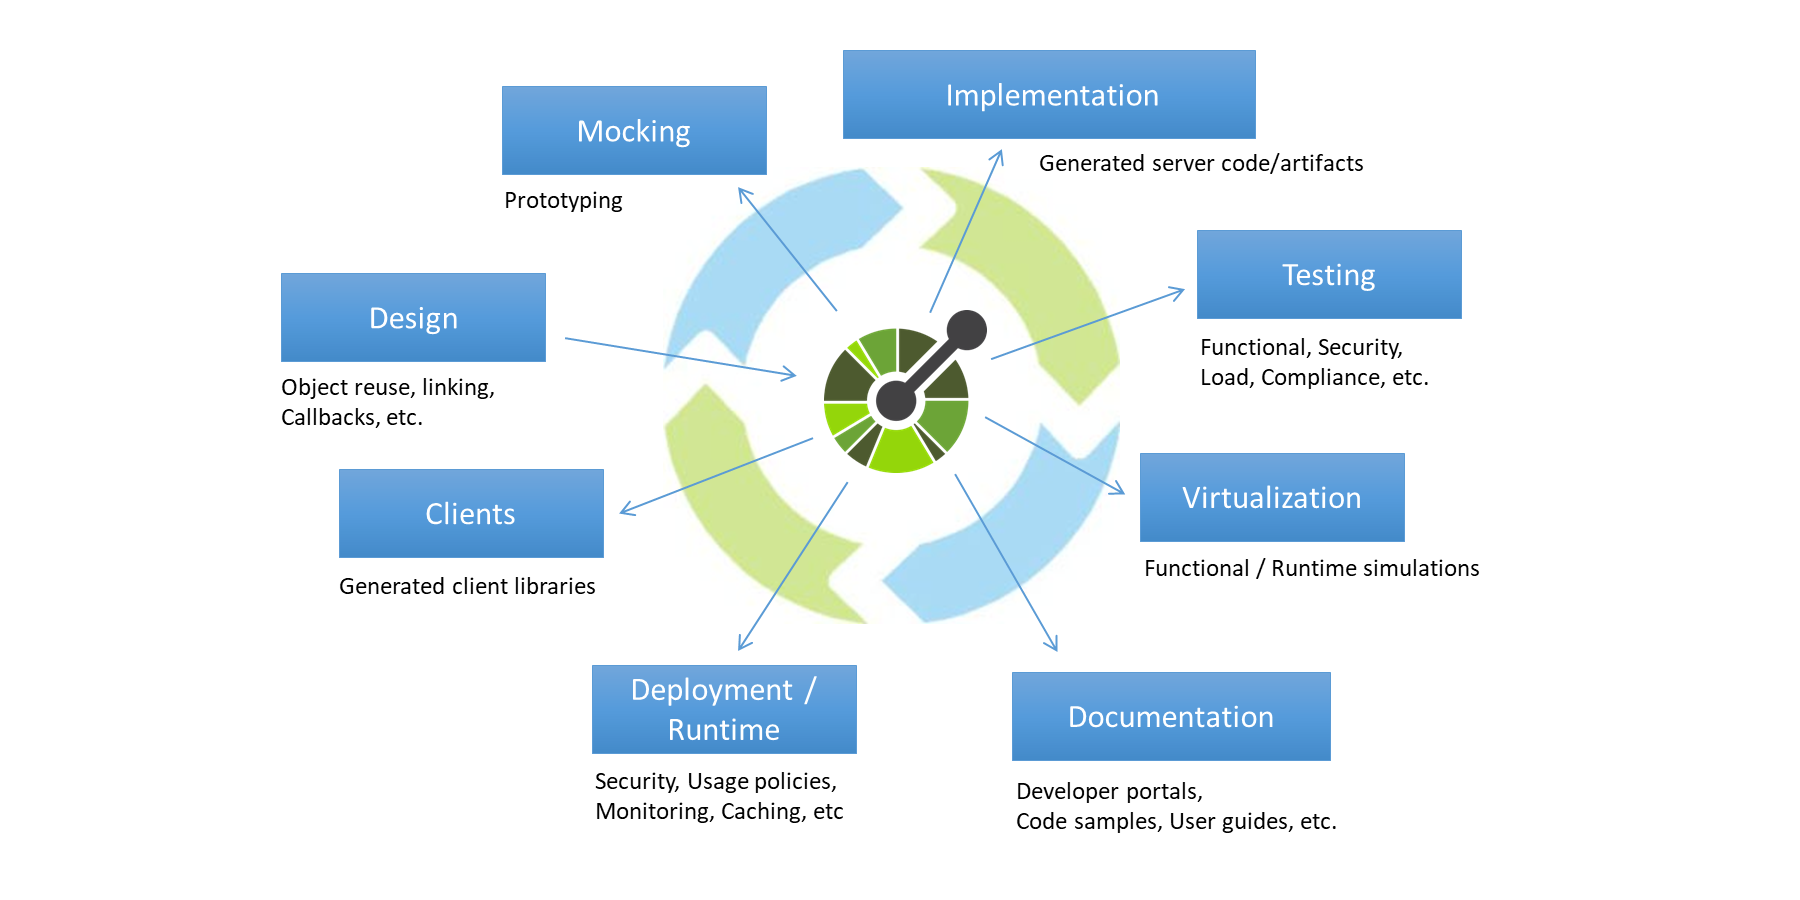 Implementation
Generated server code/artifacts
Mocking
Prototyping
Testing
Functional, Security,
Load, Compliance, etc.
Design
Object reuse, linking,
Callbacks, etc.
Virtualization
Functional / Runtime simulations
Clients
Generated client libraries
Deployment /
Runtime
Security, Usage policies,
Monitoring, Caching, etc
Documentation
Developer portals,
Code samples, User guides, etc.